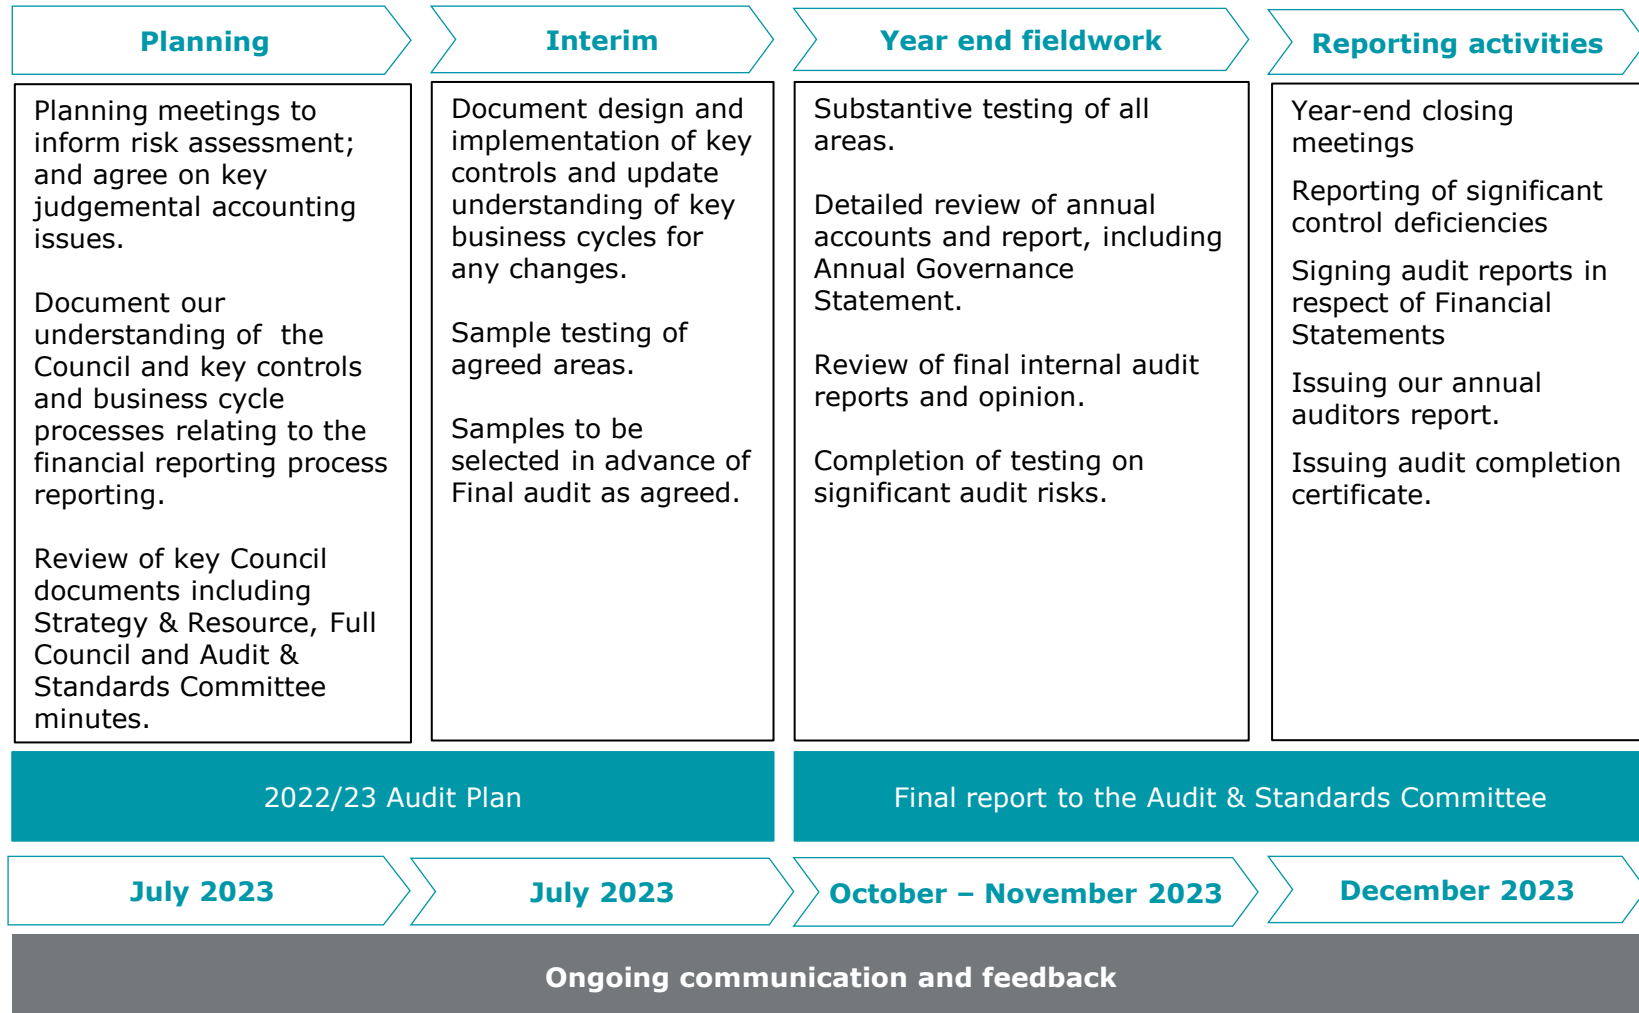 Planning
Interim
Year end fieldwork
Reporting activities
Planning meetings to
inform risk assessment;
and agree on key
judgemental accounting
issues.
Document our
understanding of  the
Council and key controls
and business cycle
processes relating to the
financial reporting process
reporting.
Review of key Council
documents including
Strategy & Resource, Full
Council and Audit &
Standards Committee
minutes.
Document design and
implementation of key
controls and update
understanding of key
business cycles for
any changes.
Sample testing of
agreed areas.
Samples to be
selected in advance of
Final audit as agreed.
Substantive testing of all
areas.
Detailed review of annual
accounts and report, including
Annual Governance
Statement.
Review of final internal audit
reports and opinion.
Completion of testing on
significant audit risks.
Year-end closing
meetings
Reporting of significant
control deficiencies
Signing audit reports in
respect of Financial
Statements
Issuing our annual
auditors report.
Issuing audit completion
certificate.
2022/23 Audit Plan
Final report to the Audit & Standards Committee
July 2023
July 2023
October – November 2023
December 2023
Ongoing communication and feedback